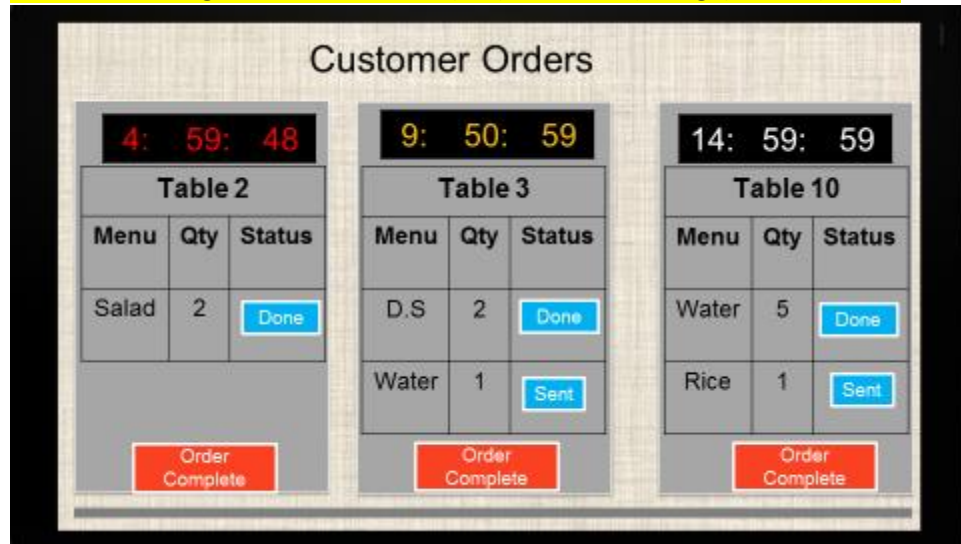 Customer Orders
4: 59: 48
Table 2
Menu Qty Status
Salad 2 Done
Order
Complete
9: 50: 59
Table 3
Menu Qty Status
D.S 2 Done
Water 1 Sent
Order
Complete
14: 59: 59
Table 10
Menu Qty Status
Water 5 Done
Rice 1 Sent
Order
Complete